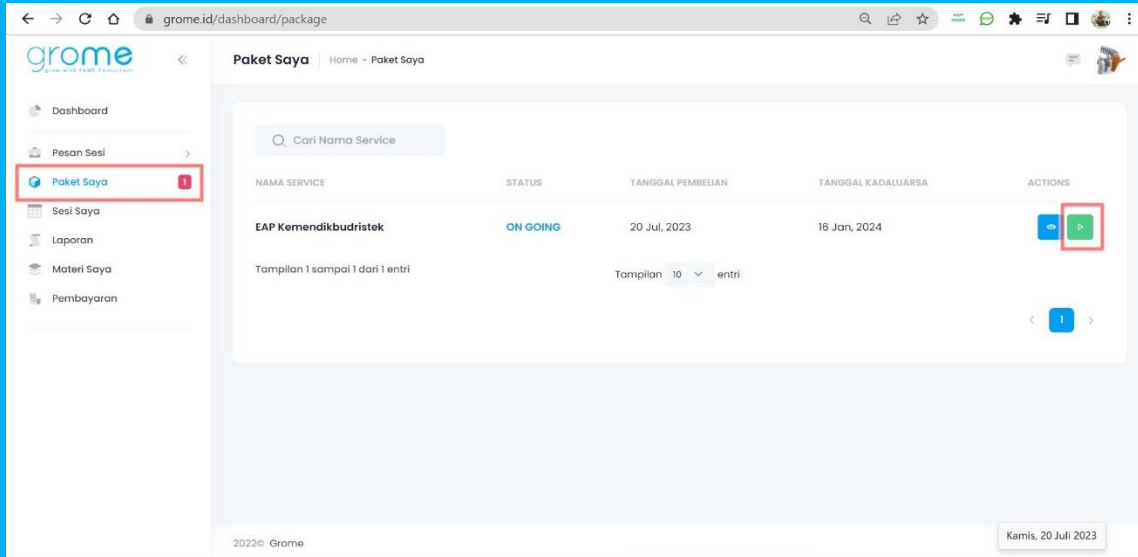 grome.id/dashboard/package
grome
grow with FAME Consultant
Paket Saya Home - Paket Saya
Dashboard
Pesan Sesi
Paket Saya 1
Sesi Saya
Laporan
Materi Saya
Pembayaran
Cari Nama Service
NAMA SERVICE STATUS TANGGAL PEMBELIAN TANGGAL KADALUARSA ACTIONS
EAP Kemendikbudristek ON GOING 20 Jul, 2023 16 Jan, 2024
Tampilan 1 sampai 1 dari 1 entri Tampilan 10 entri
1
2022© Grome
Kamis, 20 Juli 2023